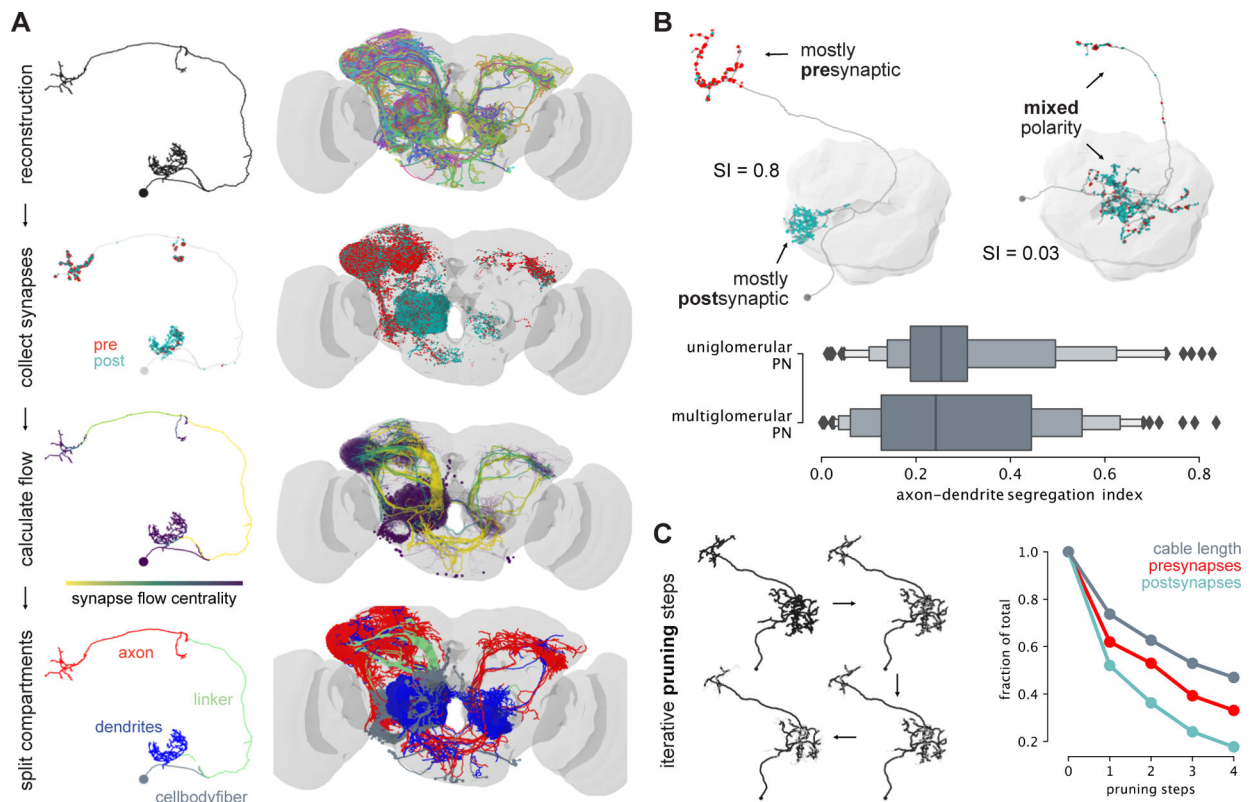 A
reconstruction
collect synapses
pre
post
calculate flow
synapse flow centrality
split compartments
axon
linker
dendrites
cellbodyfiber
B
mostly
presynaptic
SI = 0.8
mostly
postsynaptic
mixed
polarity
SI = 0.03
uniglomerular
PN
multiglomerular
PN
0.0
0.2
0.4
0.6
0.8
axon–dendrite segregation index
C
iterative pruning steps
cable length
presynapses
postsynapses
fraction of total
1.0
0.8
0.6
0.4
0.2
0
1
2
3
4
pruning steps